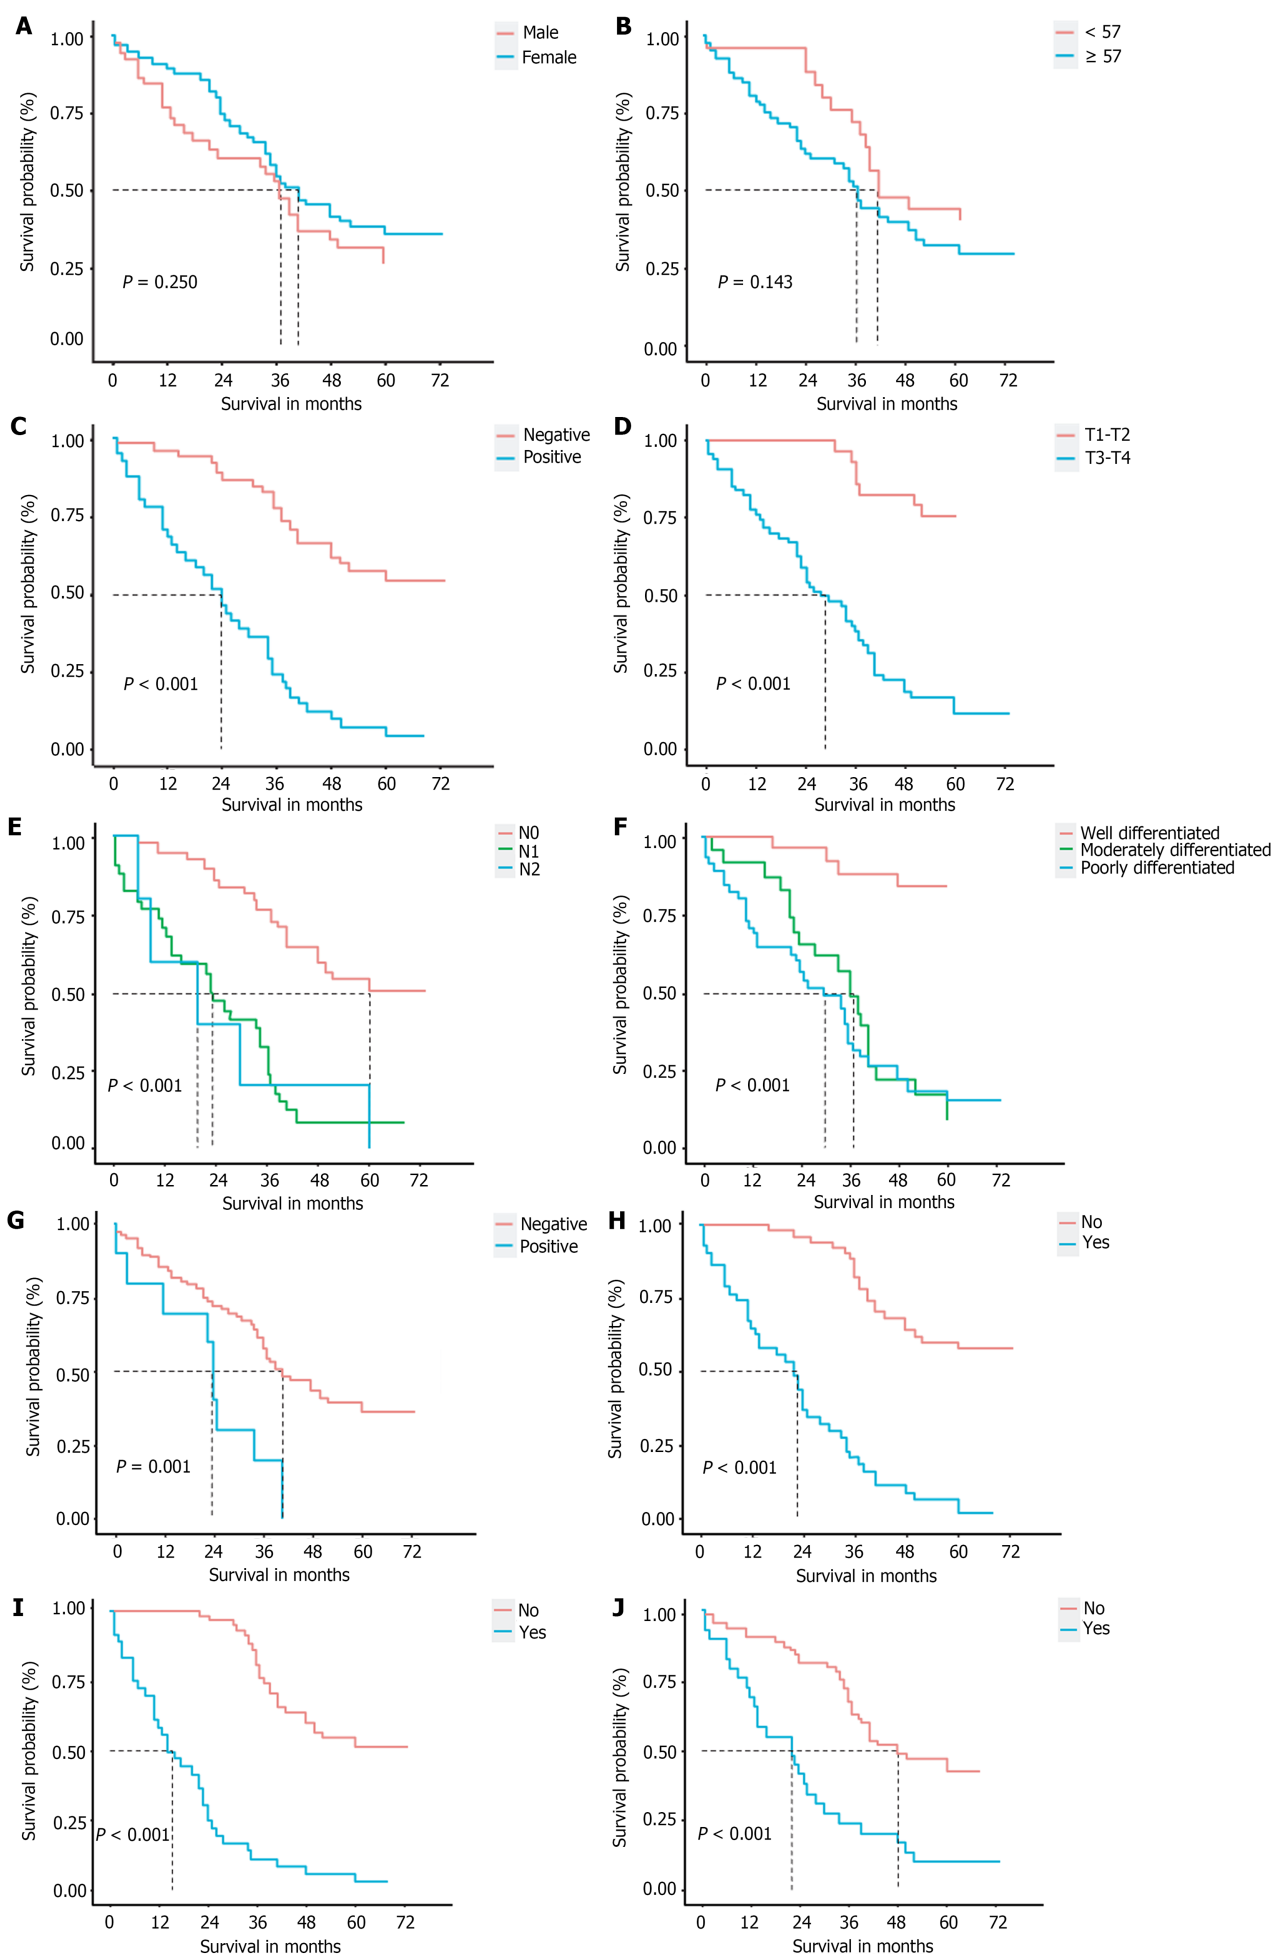 A
Male
Female
1.00
0.75
0.50
0.25
0.00
Survival probability (%)
P = 0.250
0 12 24 36 48 60 72
Survival in months
B
< 57
≥ 57
1.00
0.75
0.50
0.25
0.00
Survival probability (%)
P = 0.143
0 12 24 36 48 60 72
Survival in months
C
Negative
Positive
1.00
0.75
0.50
0.25
0.00
Survival probability (%)
P < 0.001
0 12 24 36 48 60 72
Survival in months
D
T1-T2
T3-T4
1.00
0.75
0.50
0.25
0.00
Survival probability (%)
P < 0.001
0 12 24 36 48 60 72
Survival in months
E
N0
N1
N2
1.00
0.75
0.50
0.25
0.00
Survival probability (%)
P < 0.001
0 12 24 36 48 60 72
Survival in months
F
Well differentiated
Moderately differentiated
Poorly differentiated
1.00
0.75
0.50
0.25
0.00
Survival probability (%)
P < 0.001
0 12 24 36 48 60 72
Survival in months
G
Negative
Positive
1.00
0.75
0.50
0.25
0.00
Survival probability (%)
P = 0.001
0 12 24 36 48 60 72
Survival in months
H
No
Yes
1.00
0.75
0.50
0.25
0.00
Survival probability (%)
P < 0.001
0 12 24 36 48 60 72
Survival in months
I
No
Yes
1.00
0.75
0.50
0.25
0.00
Survival probability (%)
P < 0.001
0 12 24 36 48 60 72
Survival in months
J
No
Yes
1.00
0.75
0.50
0.25
0.00
Survival probability (%)
P < 0.001
0 12 24 36 48 60 72
Survival in months